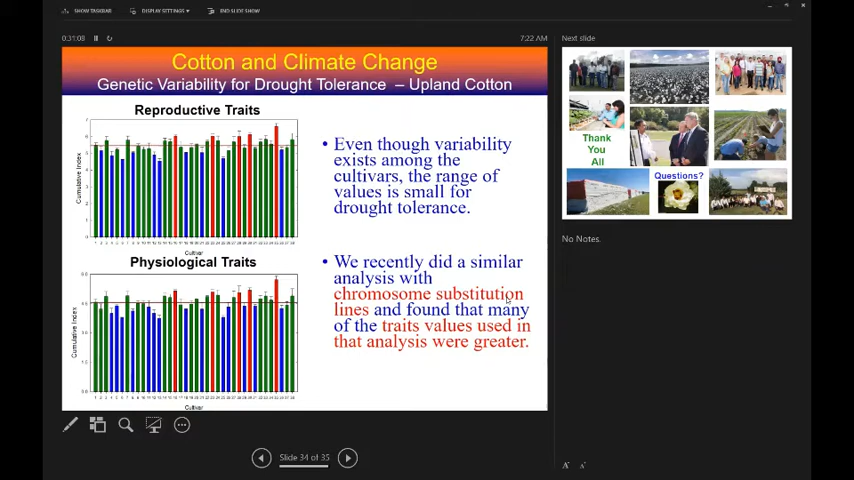 SHOW TASKBAR
DISPLAY SETTINGS ▾
END SLIDE SHOW
0:31:08
7:22 AM
Next slide
Cotton and Climate Change
Genetic Variability for Drought Tolerance – Upland Cotton
Reproductive Traits
Cumulative Index
Cultivar
Physiological Traits
Cumulative Index
Cultivar
• Even though variability
exists among the
cultivars, the range of
values is small for
drought tolerance.
• We recently did a similar
analysis with
chromosome substitution
lines and found that many
of the traits values used in
that analysis were greater.
Thank
You
All
Questions?
No Notes.
Slide 34 of 35